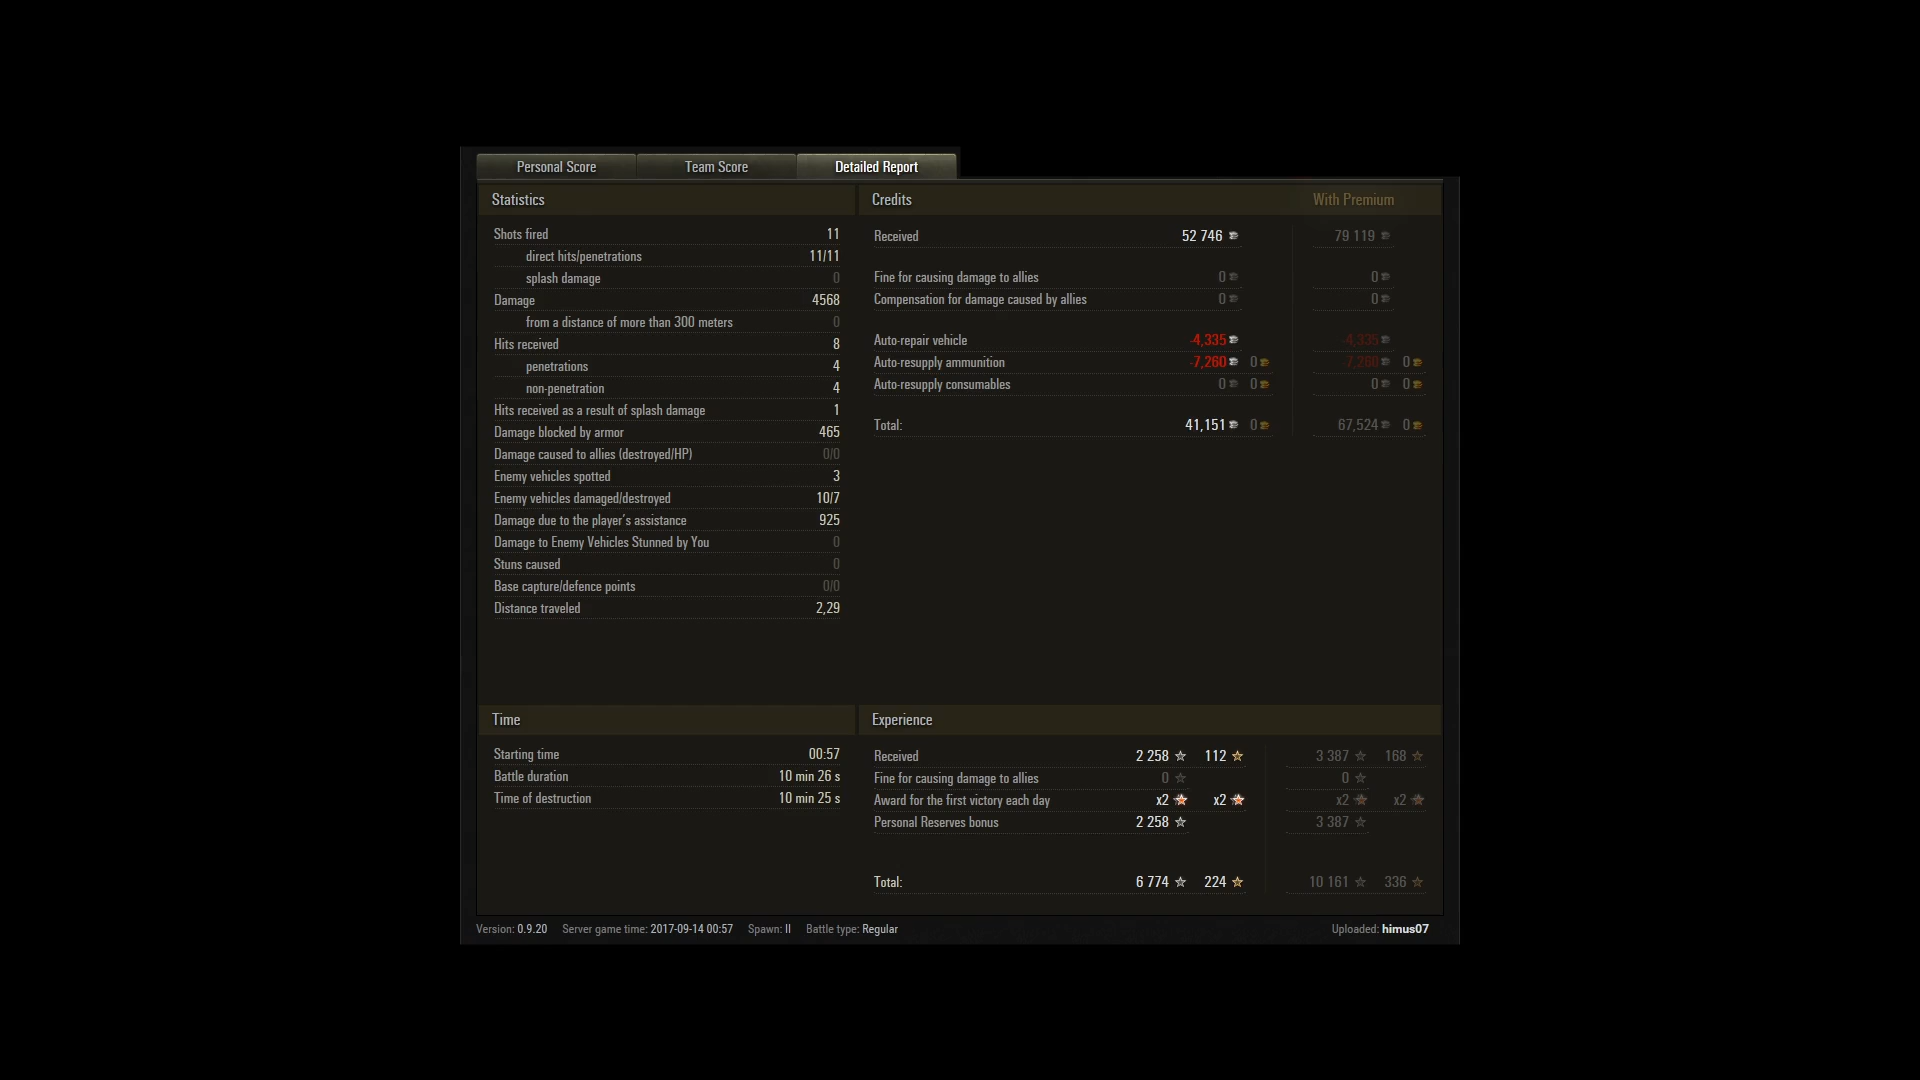 Personal Score Team Score Detailed Report
Statistics
Shots fired 11
direct hits/penetrations 11/11
splash damage 0
Damage 4568
from a distance of more than 300 meters 0
Hits received 8
penetrations 4
non-penetration 4
Hits received as a result of splash damage 1
Damage blocked by armor 465
Damage caused to allies (destroyed/HP) 0/0
Enemy vehicles spotted 3
Enemy vehicles damaged/destroyed 10/7
Damage due to the player's assistance 925
Damage to Enemy Vehicles Stunned by You 0
Stuns caused 0
Base capture/defence points 0/0
Distance traveled 2,29
Credits With Premium
Received 52 746 79 119
Fine for causing damage to allies 0 0
Compensation for damage caused by allies 0 0
Auto-repair vehicle -4,335 -4,335
Auto-resupply ammunition -7,260 0 -7,260 0
Auto-resupply consumables 0 0 0 0
Total: 41,151 0 67,524 0
Time
Starting time 00:57
Battle duration 10 min 26 s
Time of destruction 10 min 25 s
Experience
Received 2 258 112 3 387 168
Fine for causing damage to allies 0 0
Award for the first victory each day x2 x2 x2 x2
Personal Reserves bonus 2 258 3 387
Total: 6 774 224 10 161 336
Version: 0.9.20 Server game time: 2017-09-14 00:57 Spawn: II Battle type: Regular Uploaded: himus07